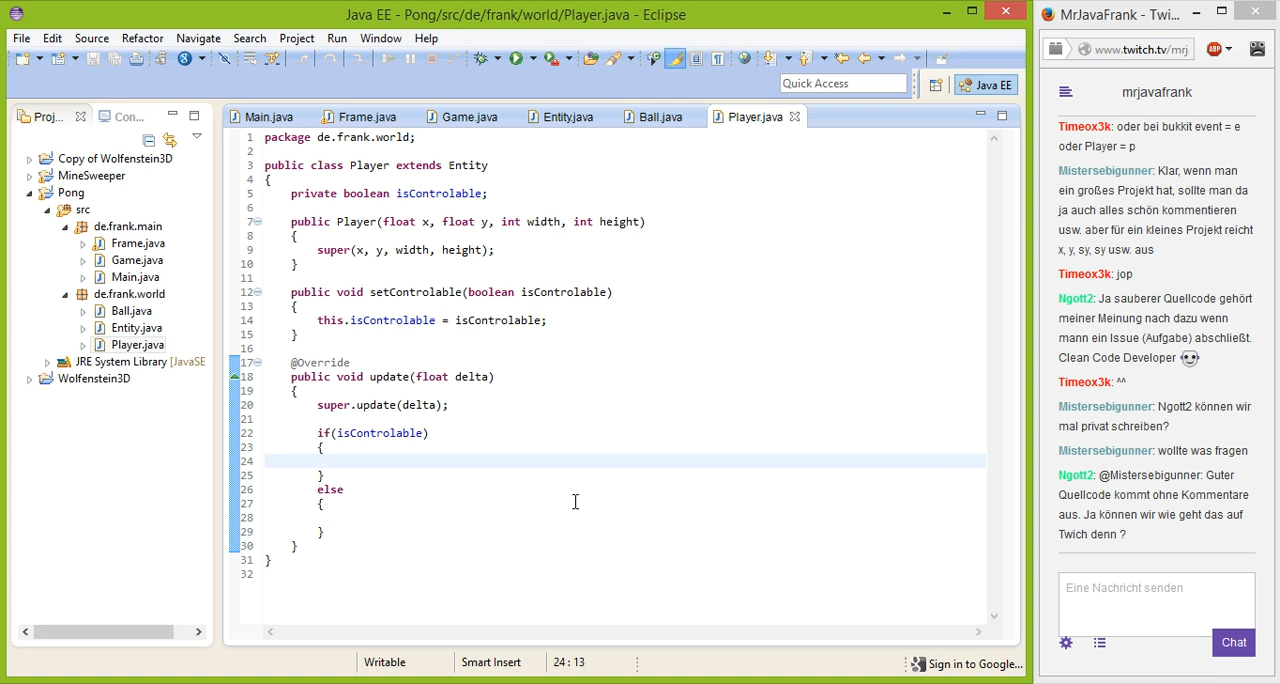 Java EE - Pong/src/de/frank/world/Player.java - Eclipse
File Edit Source Refactor Navigate Search Project Run Window Help
Quick Access
Java EE
Proj...
Con...
Copy of Wolfenstein3D
MineSweeper
Pong
src
de.frank.main
Frame.java
Game.java
Main.java
de.frank.world
Ball.java
Entity.java
Player.java
JRE System Library [JavaSE
Wolfenstein3D
Main.java Frame.java Game.java Entity.java Ball.java Player.java
1 package de.frank.world;
2
3 public class Player extends Entity
4 {
5 private boolean isControlable;
6
7 public Player(float x, float y, int width, int height)
8 {
9 super(x, y, width, height);
10 }
11
12 public void setControlable(boolean isControlable)
13 {
14 this.isControlable = isControlable;
15 }
16
17 @Override
18 public void update(float delta)
19 {
20 super.update(delta);
21
22 if(isControlable)
23 {
24
25 }
26 else
27 {
28
29 }
30 }
31 }
32
Writable Smart Insert 24 : 13
Sign in to Google...
MrJavaFrank - Twi...
www.twitch.tv/mrj
ABP
mrjavafrank
Timeox3k: oder bei bukkit event = e
oder Player = p
Mistersebigunner: Klar, wenn man
ein großes Projekt hat, sollte man da
ja auch alles schön kommentieren
usw. aber für ein kleines Projekt reicht
x, y, sy, sy usw. aus
Timeox3k: jop
Ngott2: Ja sauberer Quellcode gehört
meiner Meinung nach dazu wenn
mann ein Issue (Aufgabe) abschließt.
Clean Code Developer
Timeox3k: ^^
Mistersebigunner: Ngott2 können wir
mal privat schreiben?
Mistersebigunner: wollte was fragen
Ngott2: @Mistersebigunner: Guter
Quellcode kommt ohne Kommentare
aus. Ja können wir wie geht das auf
Twich denn ?
Eine Nachricht senden
Chat